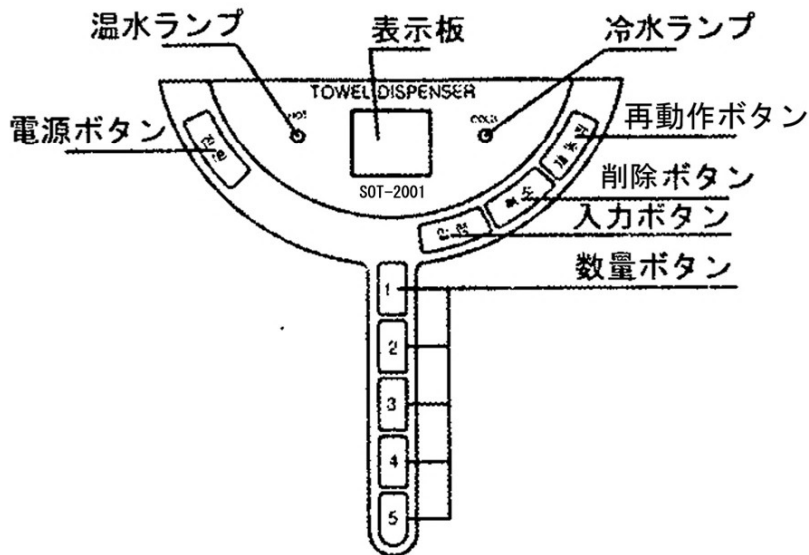 温水ランプ
表示板
冷水ランプ
TOWEL DISPENSER
HOT
COLD
電源ボタン
再動作ボタン
SOT-2001
削除ボタン
入力ボタン
数量ボタン
1
2
3
4
5